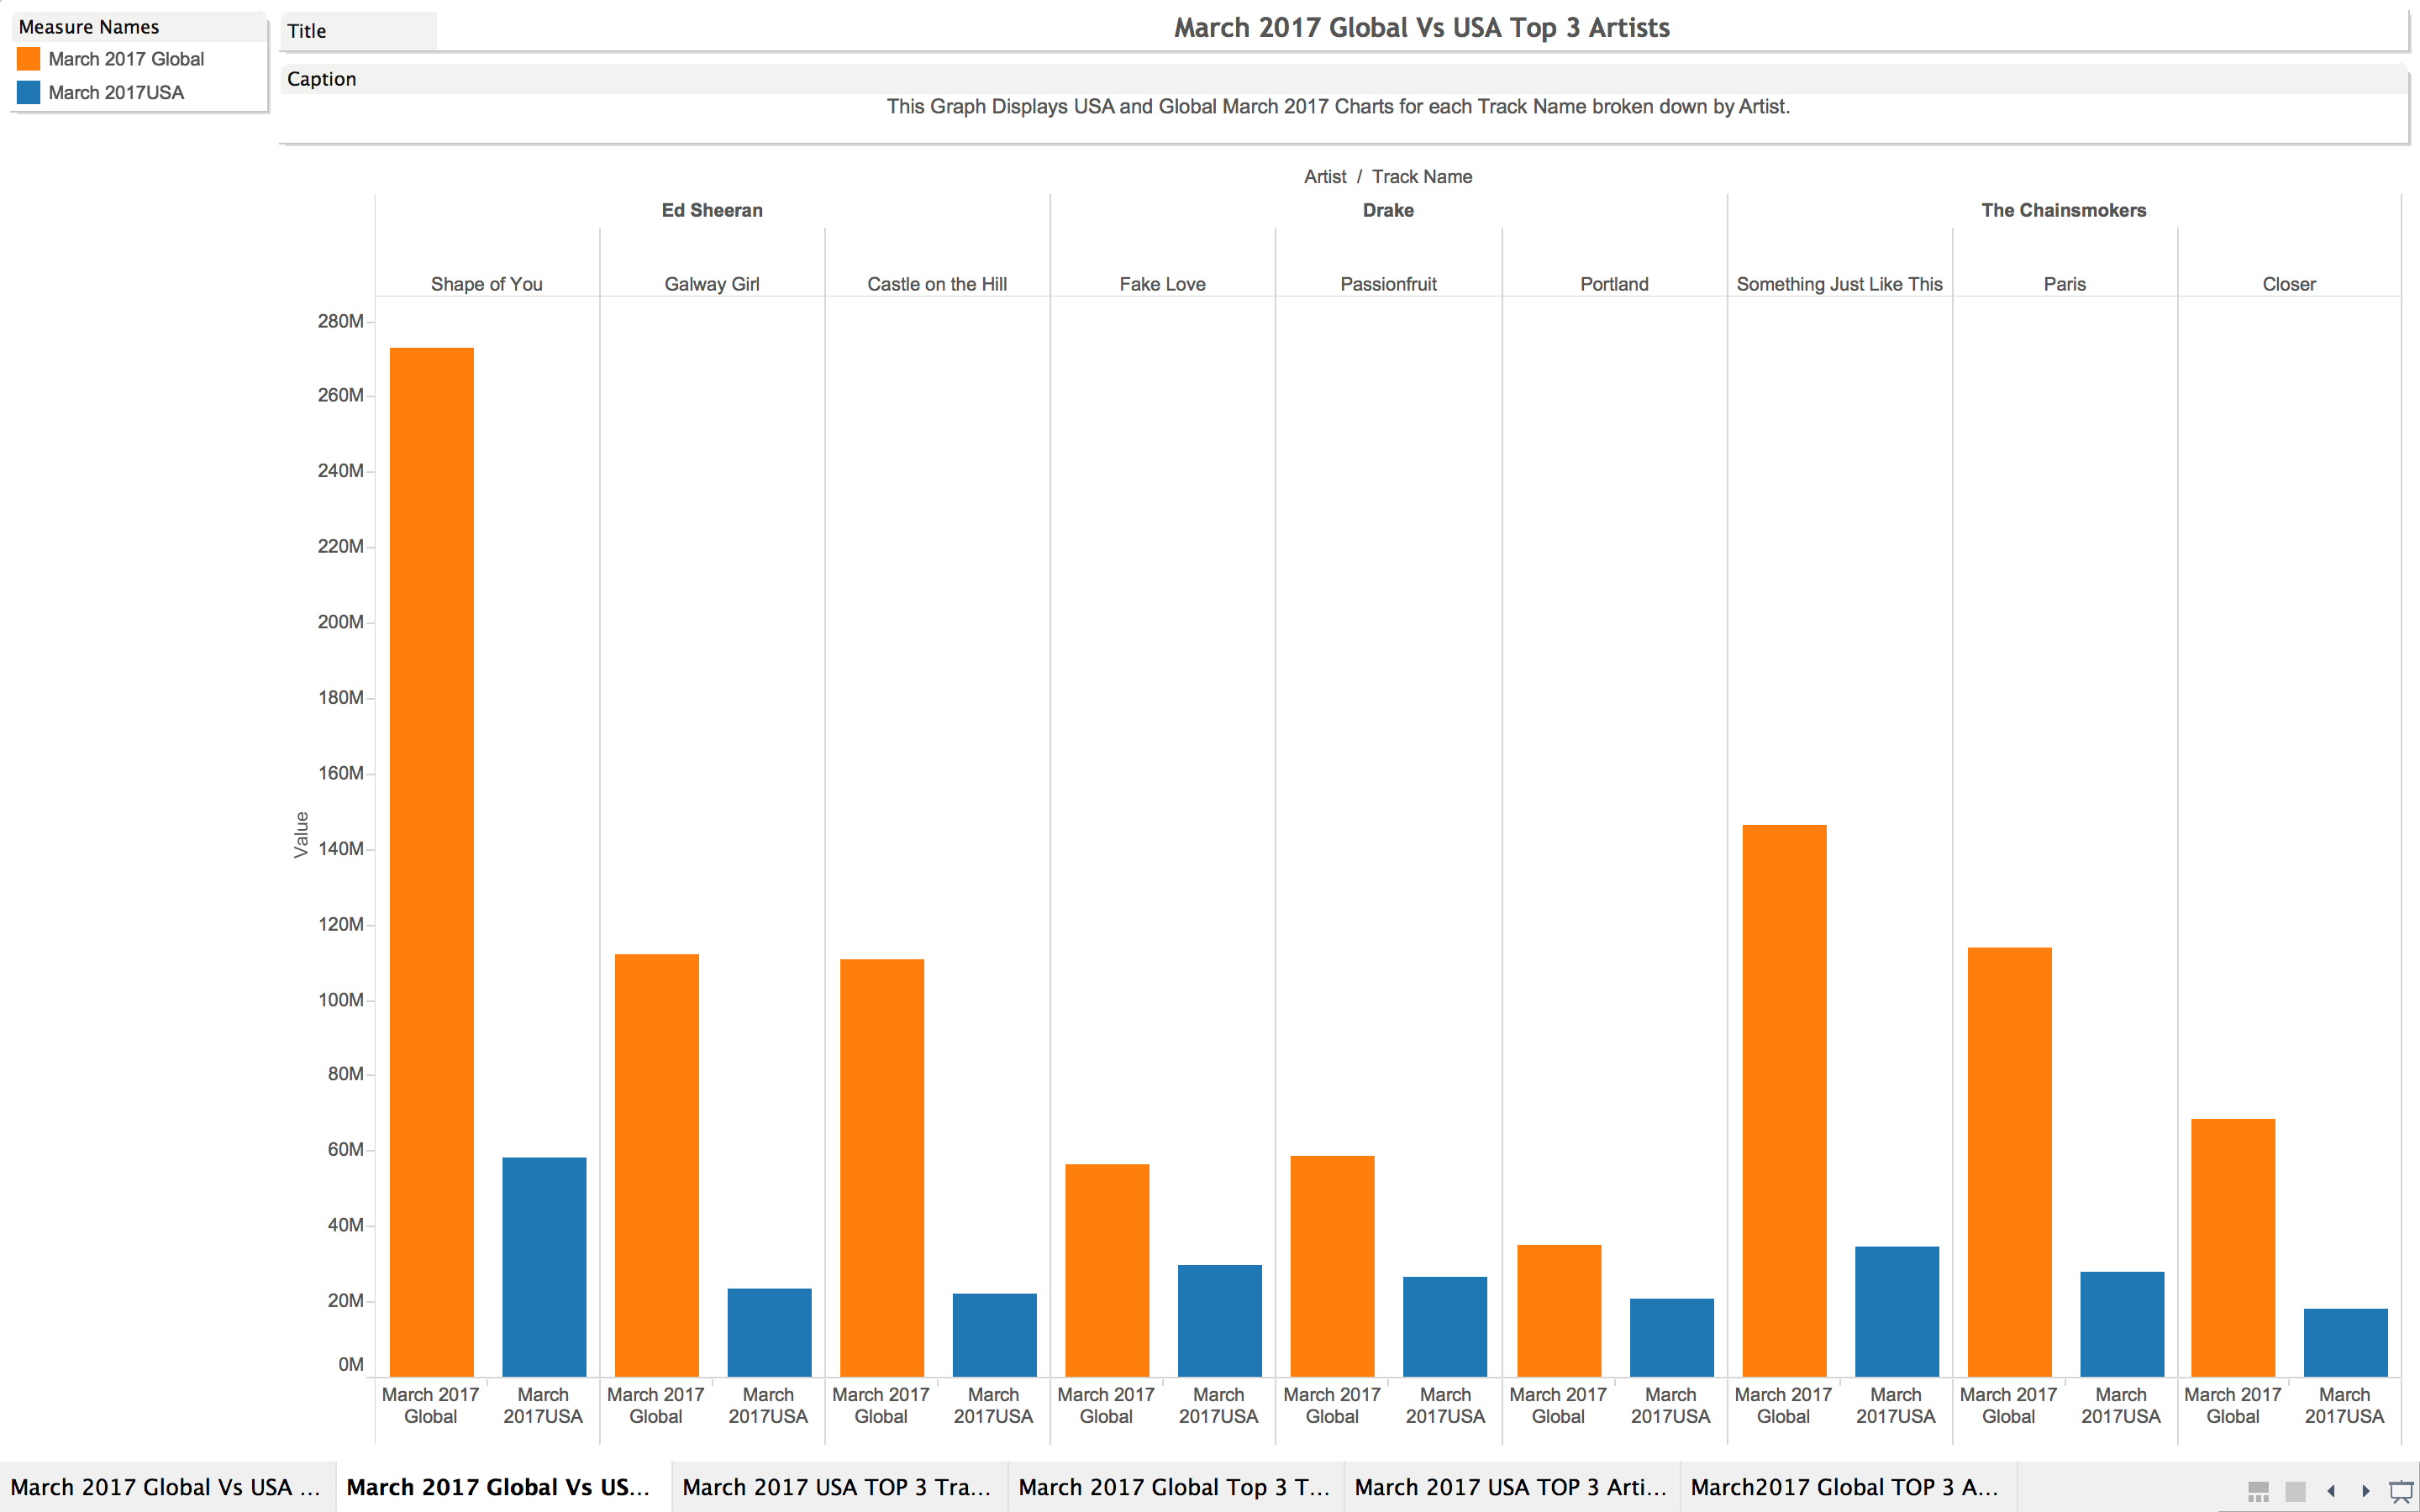 Measure Names
March 2017 Global
March 2017USA
Title
March 2017 Global Vs USA Top 3 Artists
Caption
This Graph Displays USA and Global March 2017 Charts for each Track Name broken down by Artist.
Artist / Track Name
Ed Sheeran Drake The Chainsmokers
Shape of You Galway Girl Castle on the Hill Fake Love Passionfruit Portland Something Just Like This Paris Closer
280M
260M
240M
220M
200M
180M
160M
Value
140M
120M
100M
80M
60M
40M
20M
0M
March 2017 March March 2017 March March 2017 March March 2017 March March 2017 March March 2017 March March 2017 March March 2017 March March 2017 March
Global 2017USA Global 2017USA Global 2017USA Global 2017USA Global 2017USA Global 2017USA Global 2017USA Global 2017USA Global 2017USA
March 2017 Global Vs USA ... March 2017 Global Vs US... March 2017 USA TOP 3 Tra... March 2017 Global Top 3 T... March 2017 USA TOP 3 Arti... March2017 Global TOP 3 A...